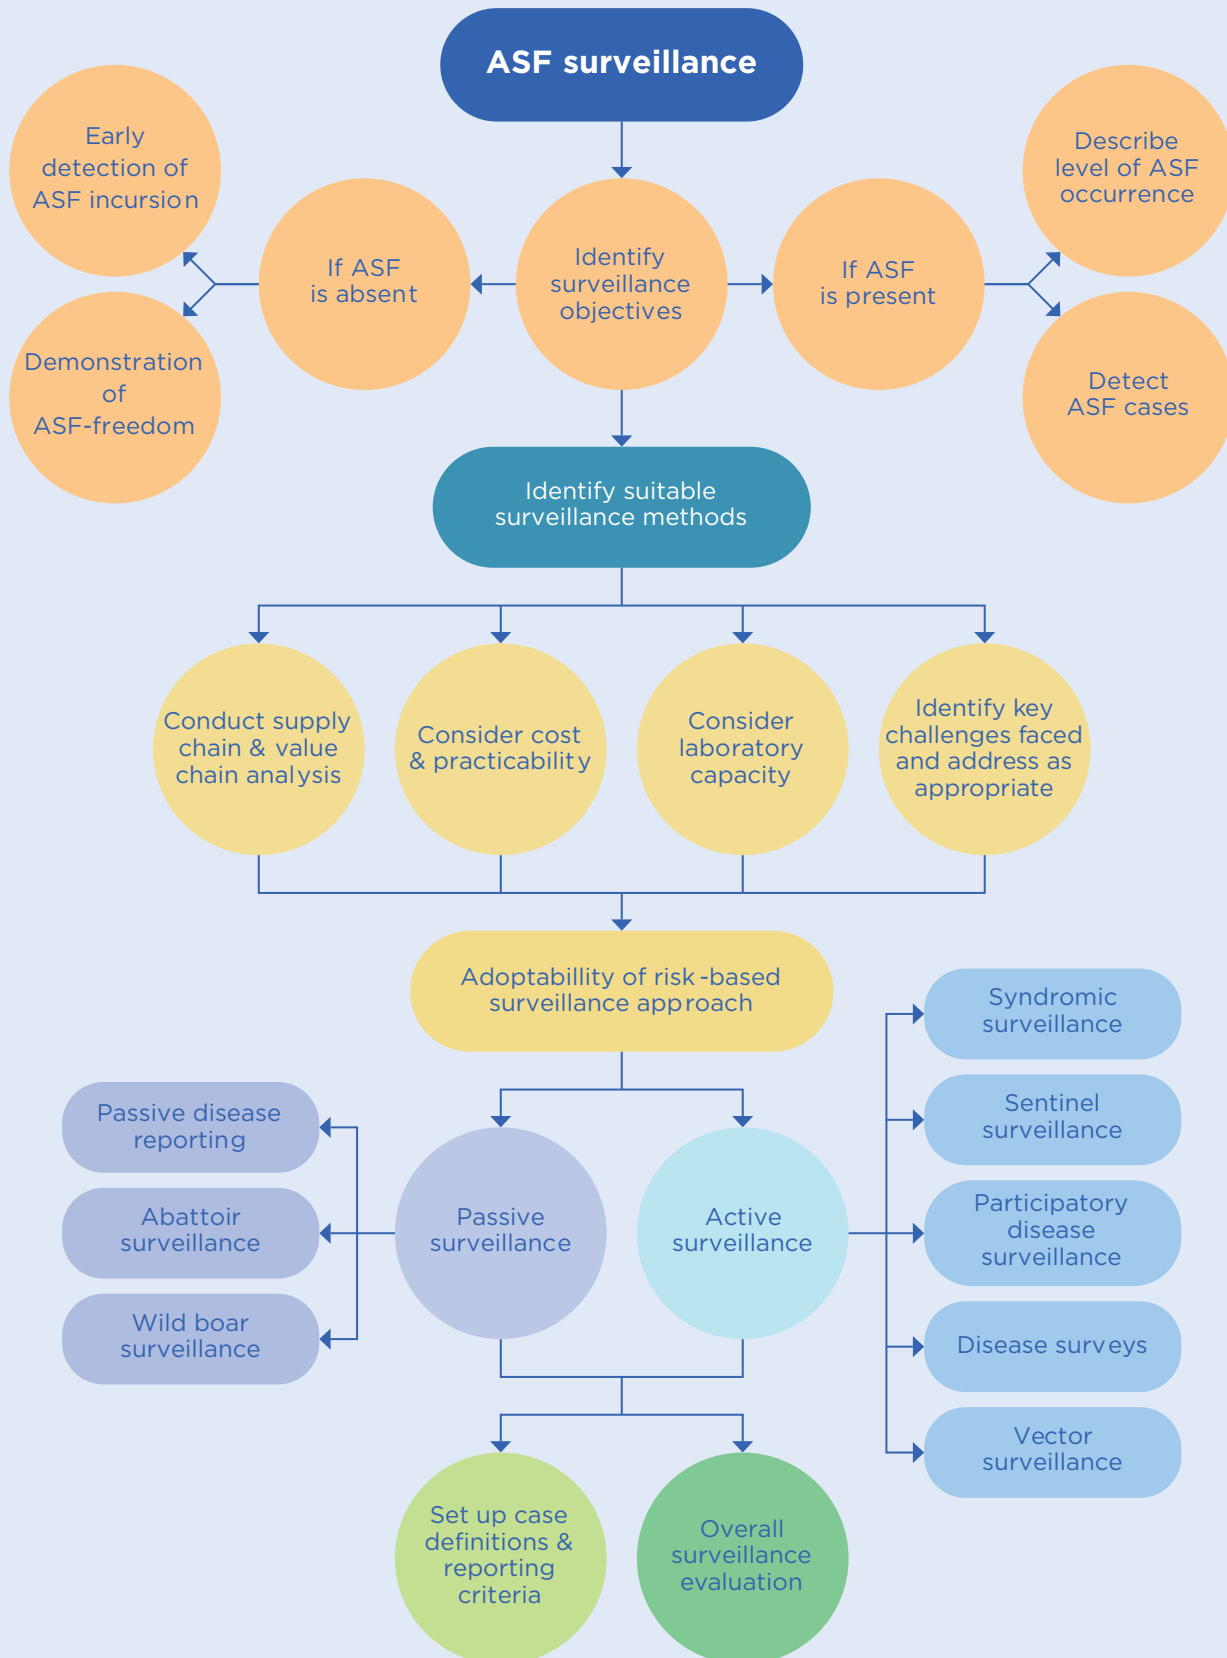 ASF surveillance
Early
detection of
ASF incursion
Describe
level of ASF
occurrence
If ASF
is absent
Identify
surveillance
objectives
If ASF
is present
Demonstration
of
ASF-freedom
Detect
ASF cases
Identify suitable
surveillance methods
Conduct supply
chain & value
chain analysis
Consider cost
& practicability
Consider
laboratory
capacity
Identify key
challenges faced
and address as
appropriate
Adoptabillity of risk-based
surveillance approach
Passive disease
reporting
Abattoir
surveillance
Wild boar
surveillance
Passive
surveillance
Active
surveillance
Syndromic
surveillance
Sentinel
surveillance
Participatory
disease
surveillance
Disease surveys
Vector
surveillance
Set up case
definitions &
reporting
criteria
Overall
surveillance
evaluation